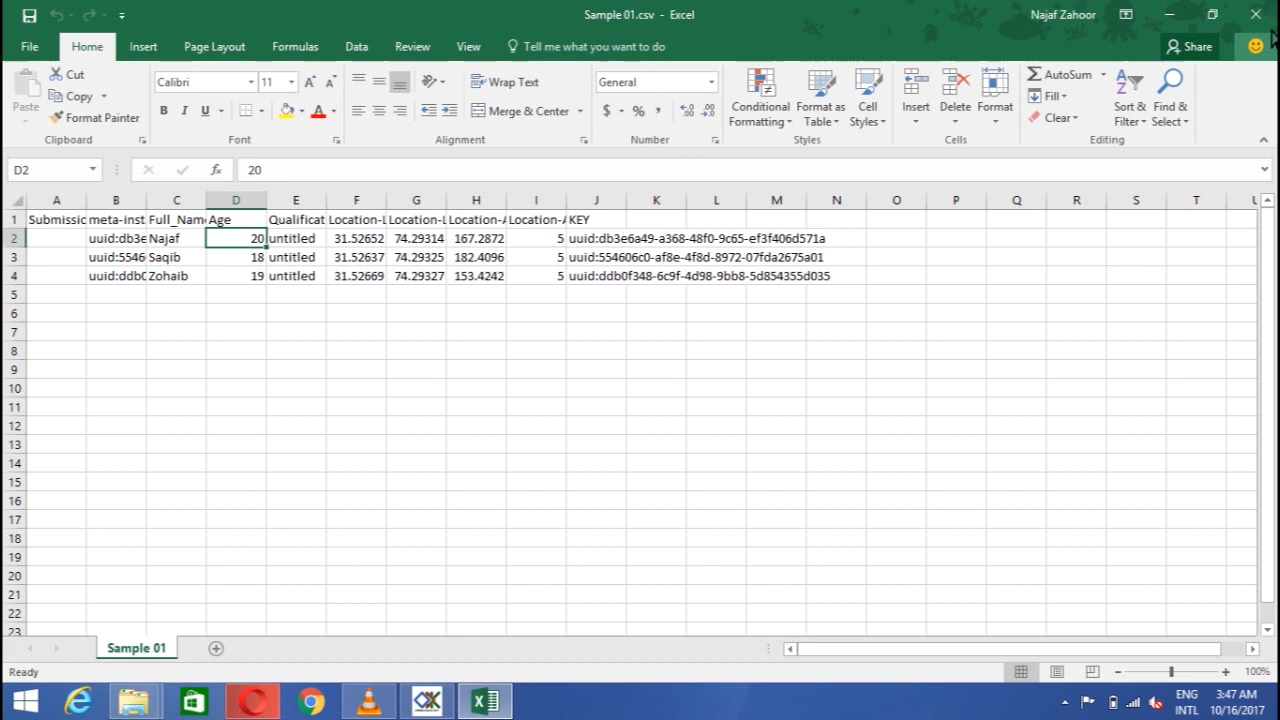 Sample 01.csv - Excel
Najaf Zahoor
File Home Insert Page Layout Formulas Data Review View Tell me what you want to do Share
Paste
Cut
Copy
Format Painter
Clipboard
Calibri 11
B I U
Font
Wrap Text
Merge & Center
Alignment
General
$ % ,
Number
Conditional Formatting
Format as Table
Cell Styles
Styles
Insert Delete Format
Cells
AutoSum
Fill
Clear
Sort & Filter
Find & Select
Editing
D2 fx 20
A B C D E F G H I J K L M N O P Q R S T
1 Submissic meta-inst Full_Name Age Qualificat Location-L Location-L Location-A Location-A KEY
2 uuid:db3e Najaf 20 untitled 31.52652 74.29314 167.2872 5 uuid:db3e6a49-a368-48f0-9c65-ef3f406d571a
3 uuid:5546 Saqib 18 untitled 31.52637 74.29325 182.4096 5 uuid:554606c0-af8e-4f8d-8972-07fda2675a01
4 uuid:ddb0 Zohaib 19 untitled 31.52669 74.29327 153.4242 5 uuid:ddb0f348-6c9f-4d98-9bb8-5d854355d035
5
6
7
8
9
10
11
12
13
14
15
16
17
18
19
20
21
22
23
Sample 01
Ready
100%
ENG 3:47 AM
INTL 10/16/2017